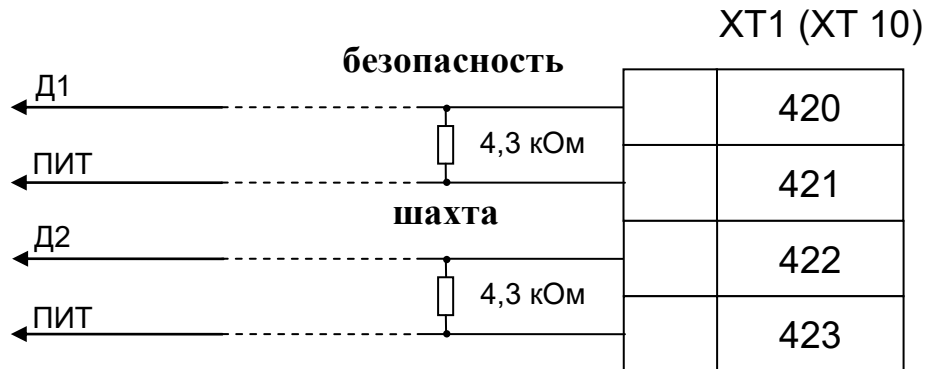 XT1 (XT 10)
безопасность
Д1
420
4,3 кОм
ПИТ
421
шахта
Д2
422
4,3 кОм
ПИТ
423